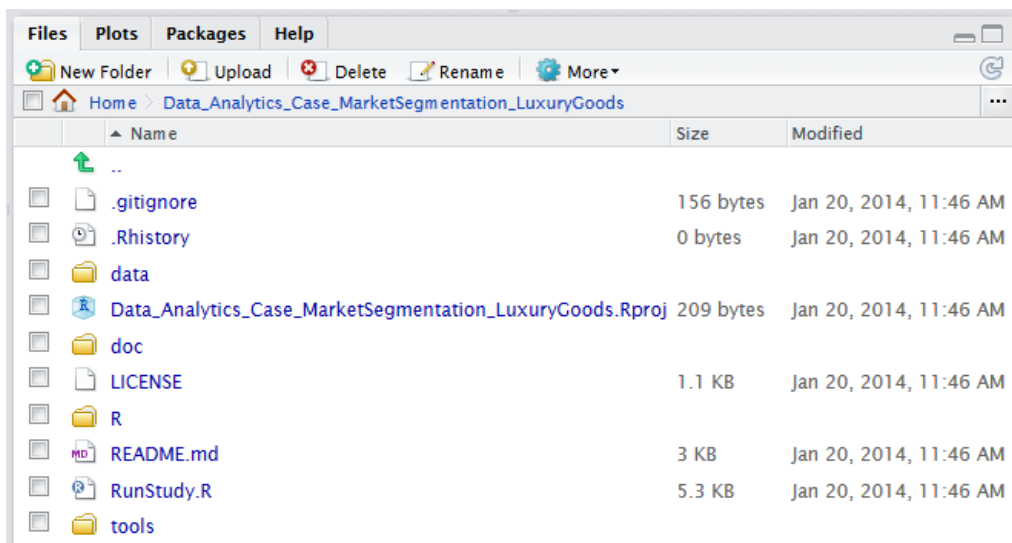 Files Plots Packages Help
New Folder Upload Delete Rename More
Home Data_Analytics_Case_MarketSegmentation_LuxuryGoods ...
Name Size Modified
..
.gitignore 156 bytes Jan 20, 2014, 11:46 AM
.Rhistory 0 bytes Jan 20, 2014, 11:46 AM
data
Data_Analytics_Case_MarketSegmentation_LuxuryGoods.Rproj 209 bytes Jan 20, 2014, 11:46 AM
doc
LICENSE 1.1 KB Jan 20, 2014, 11:46 AM
R
MD README.md 3 KB Jan 20, 2014, 11:46 AM
RunStudy.R 5.3 KB Jan 20, 2014, 11:46 AM
tools